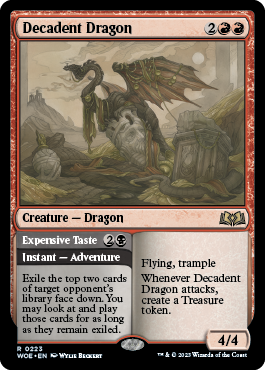 Decadent Dragon 2
Creature — Dragon
Expensive Taste 2
Instant — Adventure
Exile the top two cards
of target opponent's
library face down. You
may look at and play
those cards for as long
as they remain exiled.
Flying, trample
Whenever Decadent
Dragon attacks,
create a Treasure
token.
4/4
R 0223
WOE • EN Wylie Beckert
™ & © 2023 Wizards of the Coast